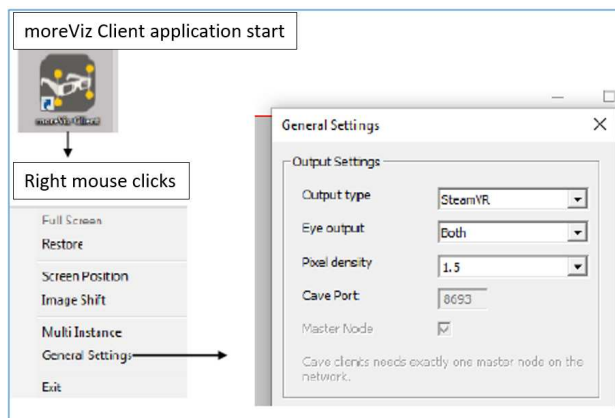 moreViz Client application start
moreViz Client
Right mouse clicks
Full Screen
Restore
Screen Position
Image Shift
Multi Instance
General Settings
Exit
General Settings
Output Settings
Output type
SteamVR
Eye output
Both
Pixel density
1.5
Cave Port:
8693
Master Node
Cave clients needs exactly one master node on the
network.